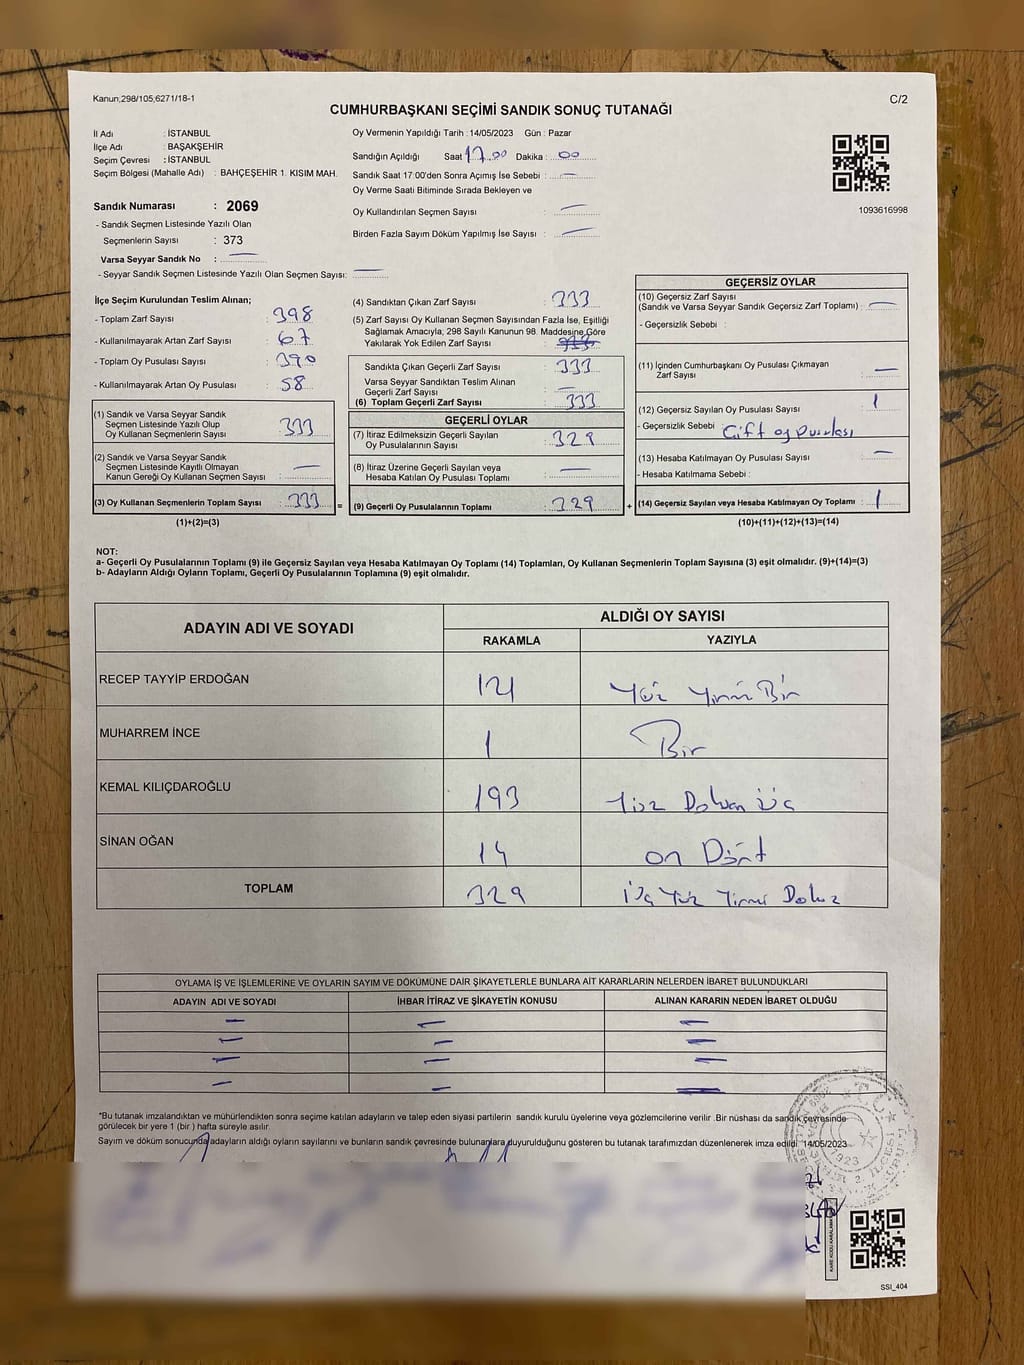 Kanun;298/105,6271/18-1
C/2
CUMHURBAŞKANI SEÇİMİ SANDIK SONUÇ TUTANAĞI
İl Adı : İSTANBUL
İlçe Adı : BAŞAKŞEHİR
Seçim Çevresi : İSTANBUL
Seçim Bölgesi (Mahalle Adı) : BAHÇEŞEHİR 1. KISIM MAH.
Sandık Numarası : 2069
- Sandık Seçmen Listesinde Yazılı Olan
Seçmenlerin Sayısı : 373
Varsa Seyyar Sandık No :
- Seyyar Sandık Seçmen Listesinde Yazılı Olan Seçmen Sayısı:
Oy Vermenin Yapıldığı Tarih : 14/05/2023 Gün : Pazar
Sandığın Açıldığı Saat 17.00 Dakika : 00
Sandık Saat 17:00'den Sonra Açımış İse Sebebi :
Oy Verme Saati Bitiminde Sırada Bekleyen ve
Oy Kullandırılan Seçmen Sayısı :
Birden Fazla Sayım Döküm Yapılmış İse Sayısı :
1093616998
İlçe Seçim Kurulundan Teslim Alınan;
- Toplam Zarf Sayısı : 398
- Kullanılmayarak Artan Zarf Sayısı : 67
- Toplam Oy Pusulası Sayısı : 390
- Kullanılmayarak Artan Oy Pusulası : 58
(1) Sandık ve Varsa Seyyar Sandık
Seçmen Listesinde Yazılı Olup
Oy Kullanan Seçmenlerin Sayısı : 333
(2) Sandık ve Varsa Seyyar Sandık
Seçmen Listesinde Kayıtlı Olmayan
Kanun Gereği Oy Kullanan Seçmen Sayısı :
(3) Oy Kullanan Seçmenlerin Toplam Sayısı : 333 =
(1)+(2)=(3)
(4) Sandıktan Çıkan Zarf Sayısı : 333
(5) Zarf Sayısı Oy Kullanan Seçmen Sayısından Fazla İse, Eşitliği
Sağlamak Amacıyla, 298 Sayılı Kanunun 98. Maddesine Göre
Yakılarak Yok Edilen Zarf Sayısı :
Sandıkta Çıkan Geçerli Zarf Sayısı : 333
Varsa Seyyar Sandıktan Teslim Alınan
Geçerli Zarf Sayısı :
(6) Toplam Geçerli Zarf Sayısı : 333
GEÇERLİ OYLAR
(7) İtiraz Edilmeksizin Geçerli Sayılan
Oy Pusulalarının Sayısı : 329
(8) İtiraz Üzerine Geçerli Sayılan veya
Hesaba Katılan Oy Pusulası Toplamı :
(9) Geçerli Oy Pusulalarının Toplamı : 329 +
GEÇERSİZ OYLAR
(10) Geçersiz Zarf Sayısı
(Sandık ve Varsa Seyyar Sandık Geçersiz Zarf Toplamı) :
- Geçersizlik Sebebi :
(11) İçinden Cumhurbaşkanı Oy Pusulası Çıkmayan
Zarf Sayısı :
(12) Geçersiz Sayılan Oy Pusulası Sayısı : 1
- Geçersizlik Sebebi : Çift oy pusulası
(13) Hesaba Katılmayan Oy Pusulası Sayısı :
- Hesaba Katılmama Sebebi :
(14) Geçersiz Sayılan veya Hesaba Katılmayan Oy Toplamı : 1
(10)+(11)+(12)+(13)=(14)
NOT:
a- Geçerli Oy Pusulalarının Toplamı (9) ile Geçersiz Sayılan veya Hesaba Katılmayan Oy Toplamı (14) Toplamları, Oy Kullanan Seçmenlerin Toplam Sayısına (3) eşit olmalıdır. (9)+(14)=(3)
b- Adayların Aldığı Oyların Toplamı, Geçerli Oy Pusulalarının Toplamına (9) eşit olmalıdır.
ADAYIN ADI VE SOYADI ALDIĞI OY SAYISI
RAKAMLA YAZIYLA
RECEP TAYYİP ERDOĞAN 121 Yüz Yirmi Bir
MUHARREM İNCE 1 Bir
KEMAL KILIÇDAROĞLU 193 Yüz Doksan Üç
SİNAN OĞAN 14 on Dört
TOPLAM 329 Üç Yüz Yirmi Dokuz
OYLAMA İŞ VE İŞLEMLERİNE VE OYLARIN SAYIM VE DÖKÜMÜNE DAİR ŞİKAYETLERLE BUNLARA AİT KARARLARIN NELERDEN İBARET BULUNDUKLARI
ADAYIN ADI VE SOYADI İHBAR İTİRAZ VE ŞİKAYETİN KONUSU ALINAN KARARIN NEDEN İBARET OLDUĞU
*Bu tutanak imzalandıktan ve mühürlendikten sonra seçime katılan adayların ve talep eden siyasi partilerin sandık kurulu üyelerine veya gözlemcilerine verilir .Bir nüshası da sandık çevresinde
görülecek bir yere 1 (bir ) hafta süreyle asılır.
Sayım ve döküm sonucunda adayların aldığı oyların sayılarını ve bunların sandık çevresinde bulunanlara duyurulduğunu gösteren bu tutanak tarafımızdan düzenlenerek imza edildi. 14/05/2023
1923
KARE KODU KARALAMAYINIZ
SSI_404